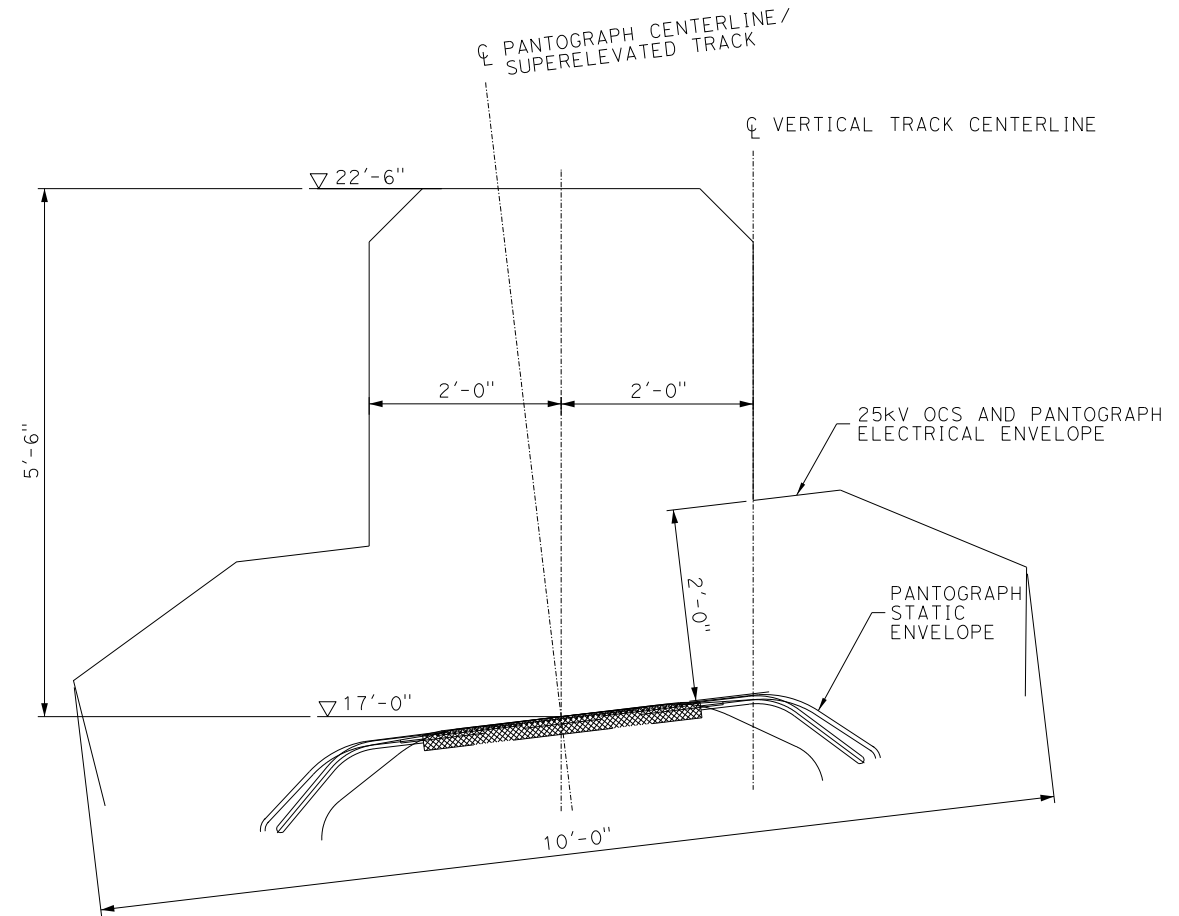 ℄ PANTOGRAPH CENTERLINE/
SUPERELEVATED TRACK
℄ VERTICAL TRACK CENTERLINE
22'-6"
2'-0"
2'-0"
25kV OCS AND PANTOGRAPH
ELECTRICAL ENVELOPE
5'-6"
2'-0"
PANTOGRAPH
STATIC
ENVELOPE
17'-0"
10'-0"